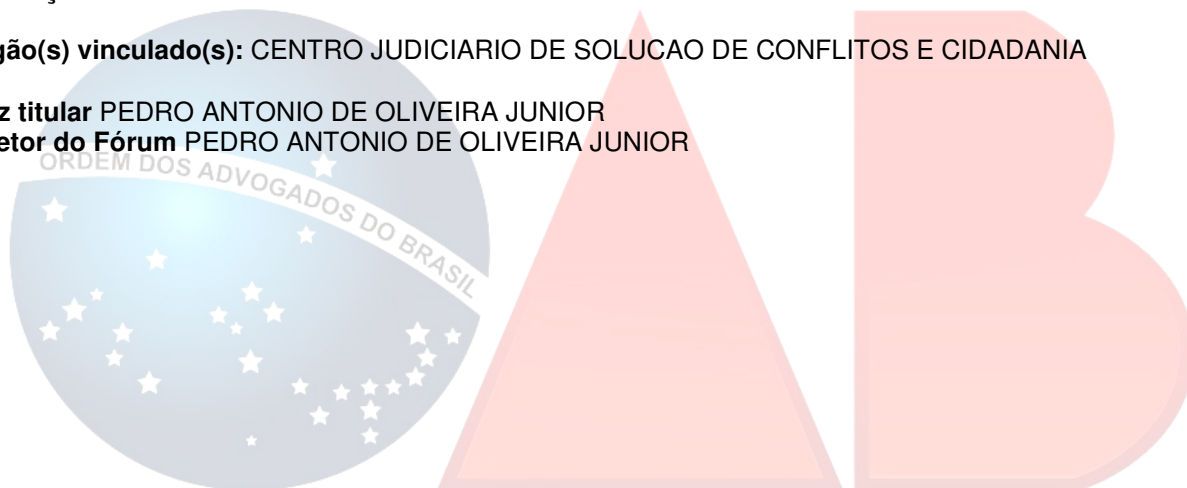 gão(s) vinculado(s): CENTRO JUDICIARIO DE SOLUCAO DE CONFLITOS E CIDADANIA
z titular PEDRO ANTONIO DE OLIVEIRA JUNIOR
etor do Fórum PEDRO ANTONIO DE OLIVEIRA JUNIOR
ORDEM DOS ADVOGADOS DO BRASIL
OAB